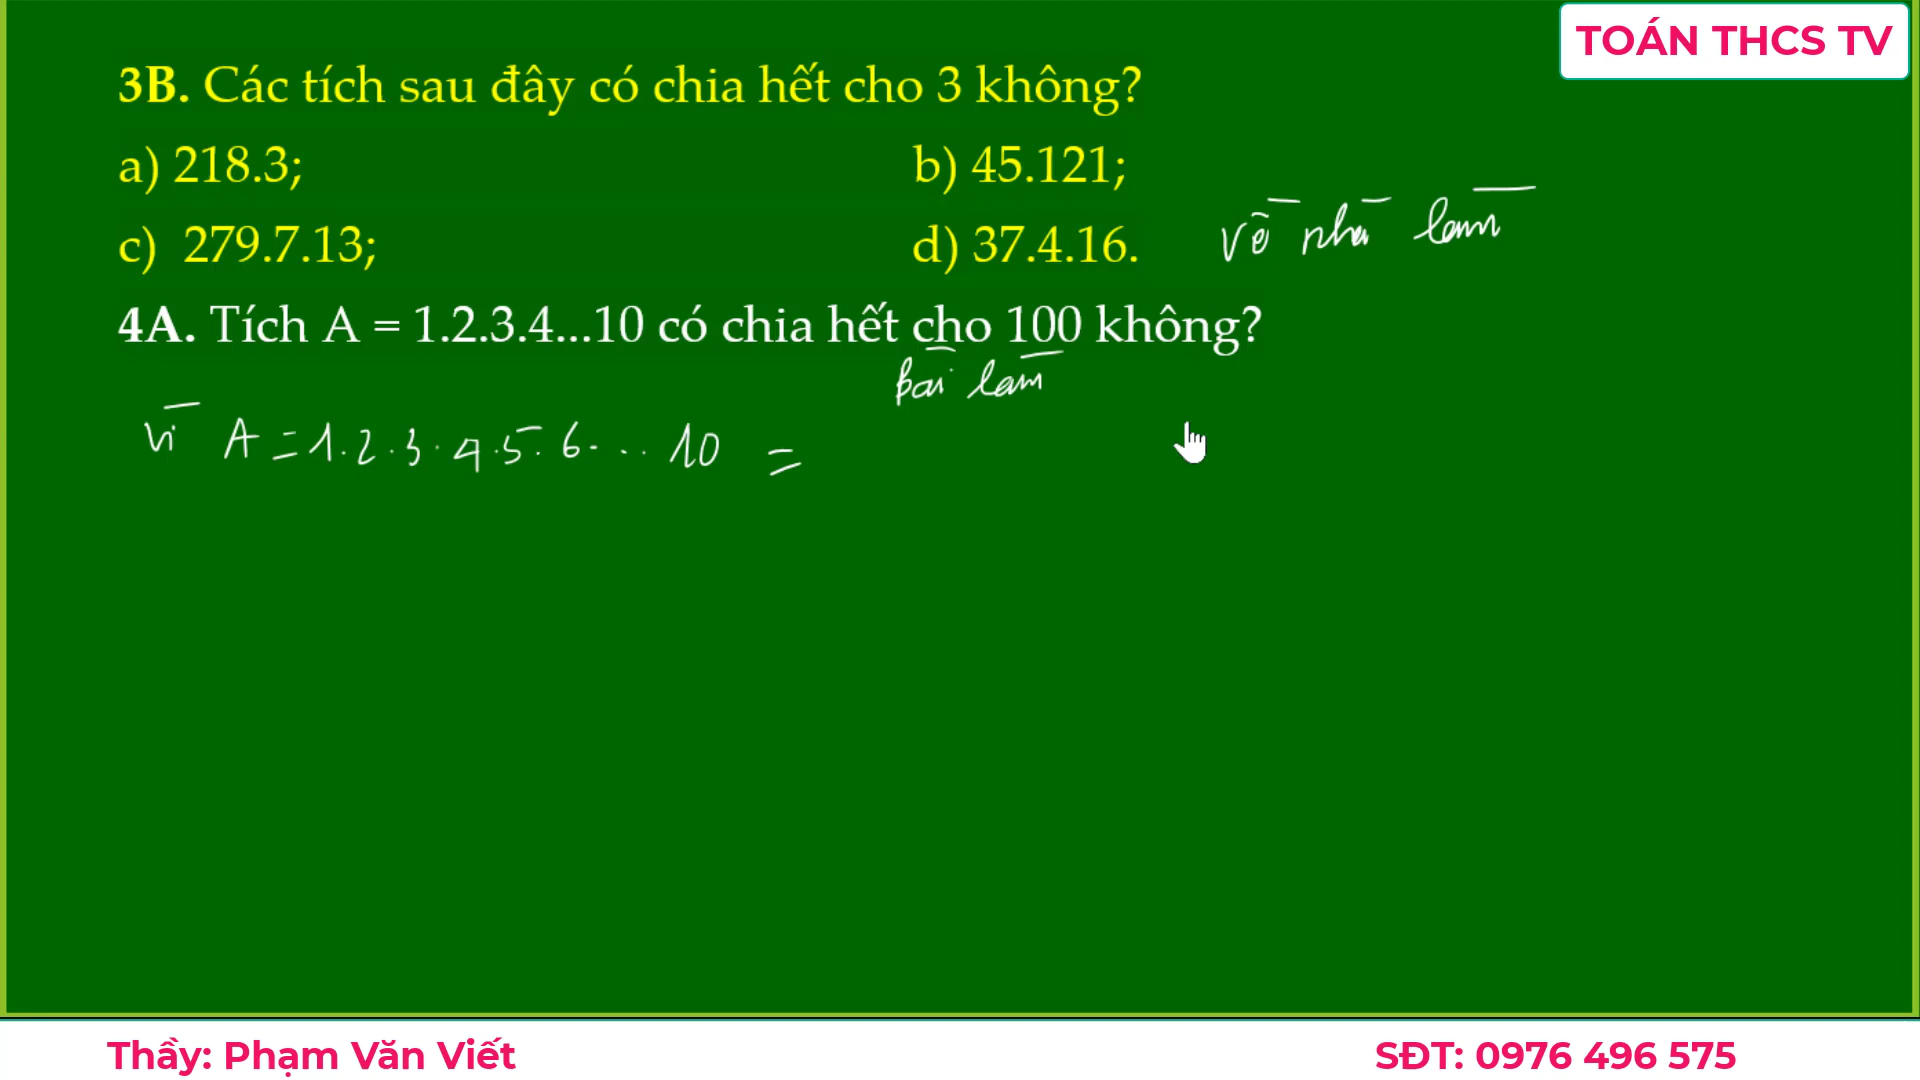 TOÁN THCS TV
3B. Các tích sau đây có chia hết cho 3 không?
a) 218.3; b) 45.121;
c) 279.7.13; d) 37.4.16.
Về nhà làm
4A. Tích A = 1.2.3.4...10 có chia hết cho 100 không?
Bài làm
Vì A = 1.2.3.4.5.6...10 =
Thầy: Phạm Văn Viết SĐT: 0976 496 575